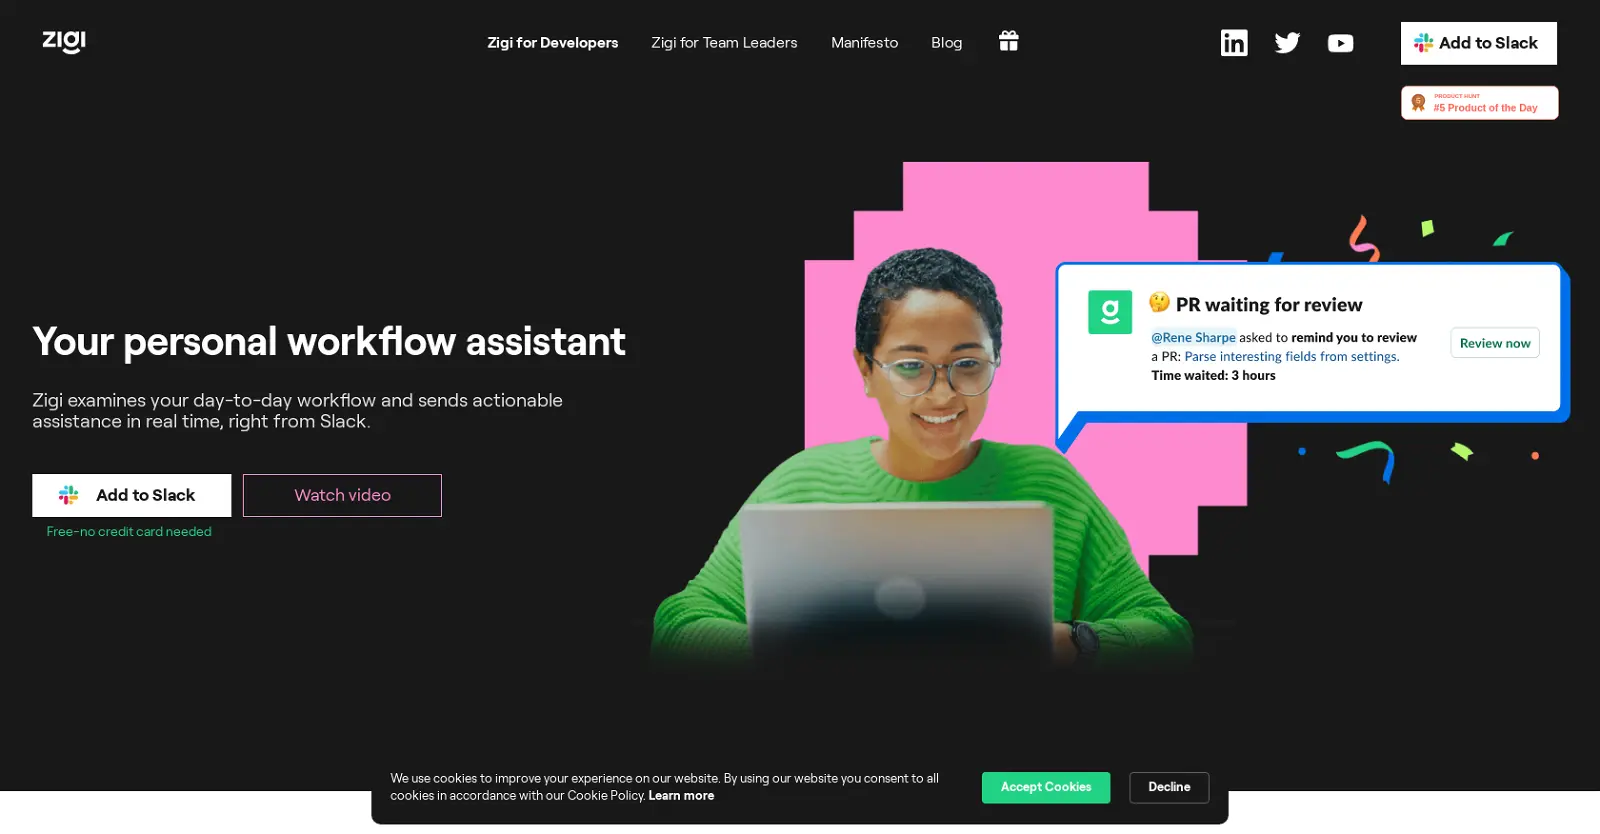 zigi
Zigi for Developers
Zigi for Team Leaders
Manifesto
Blog
in
Add to Slack
5
PRODUCT HUNT
#5 Product of the Day
Your personal workflow assistant
Zigi examines your day-to-day workflow and sends actionable
assistance in real time, right from Slack.
Add to Slack
Watch video
Free-no credit card needed
g
PR waiting for review
@Rene Sharpe asked to remind you to review
a PR: Parse interesting fields from settings.
Time waited: 3 hours
Review now
We use cookies to improve your experience on our website. By using our website you consent to all
cookies in accordance with our Cookie Policy. Learn more
Accept Cookies
Decline